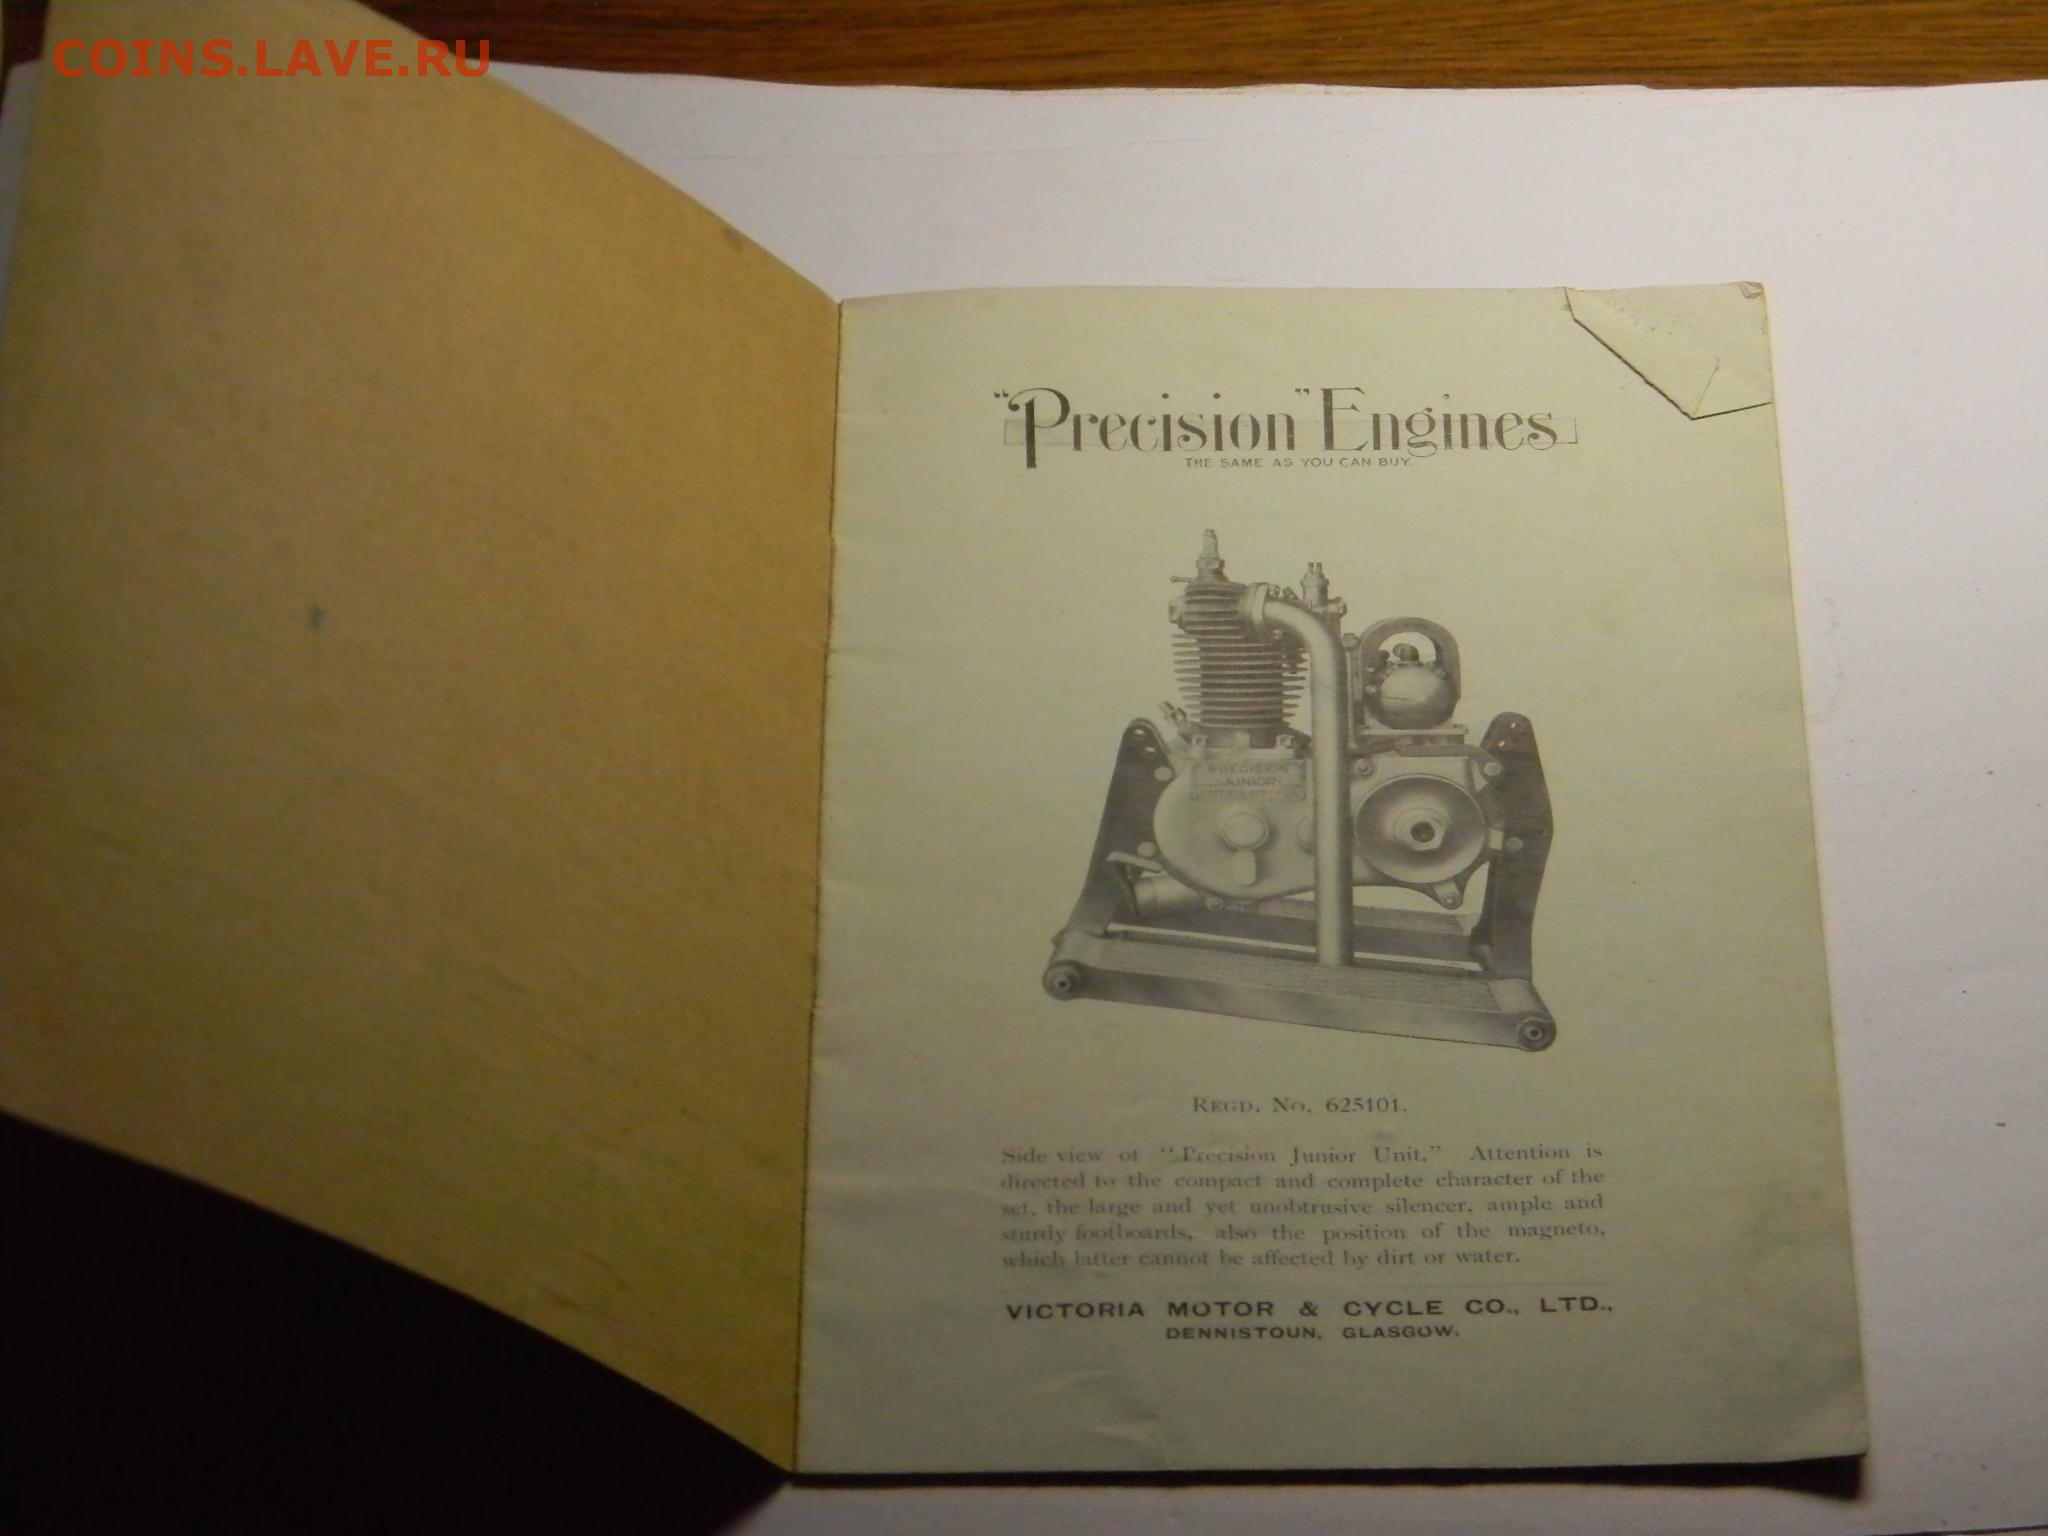 COINS.LAVE.RU
"Precision" Engines
THE SAME AS YOU CAN BUY.
PRECISION
JUNIOR
REGD. NO. 625101.
Side view of "Precision Junior Unit." Attention is
directed to the compact and complete character of the
set, the large and yet unobtrusive silencer, ample and
sturdy footboards, also the position of the magneto,
which latter cannot be affected by dirt or water.
VICTORIA MOTOR & CYCLE CO., LTD.,
DENNISTOUN, GLASGOW.